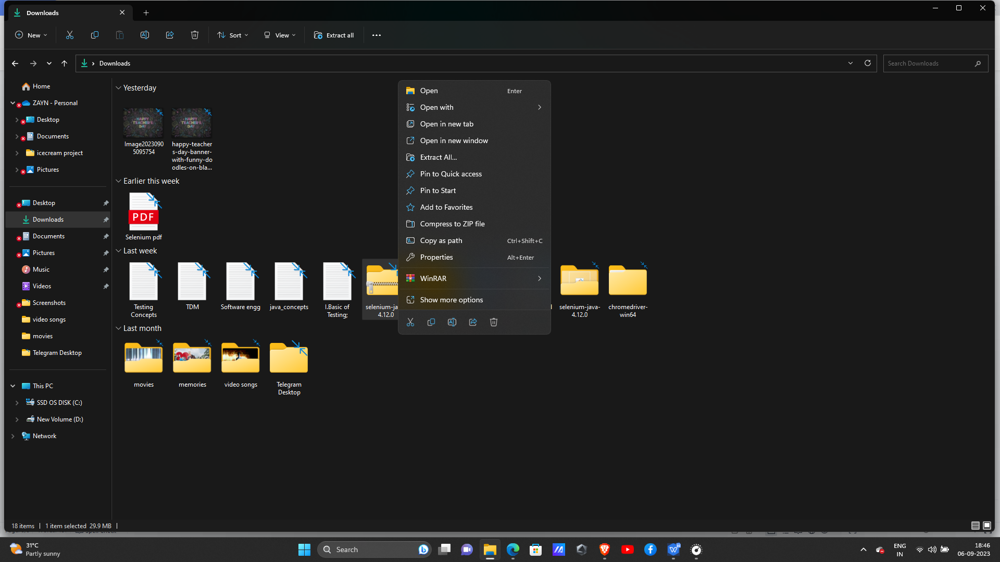 Downloads
New
Sort
View
Extract all
Downloads
Search Downloads
Home
ZAYN - Personal
Desktop
Documents
icecream project
Pictures
Desktop
Downloads
Documents
Pictures
Music
Videos
Screenshots
video songs
movies
Telegram Desktop
This PC
SSD OS DISK (C:)
New Volume (D:)
Network
Yesterday
HAPPY
TEACHER'S
DAY
HAPPY
TEACHER'S
DAY
Image2023090
5095754
happy-teacher
s-day-banner-
with-funny-do
odles-on-bla...
Earlier this week
PDF
Selenium pdf
Last week
Testing
Concepts
TDM
Software engg
java_concepts
I.Basic of
Testing;
selenium-ja
4.12.0
selenium-java-
4.12.0
chromedriver-
win64
Last month
movies
memories
video songs
Telegram
Desktop
Open Enter
Open with
Open in new tab
Open in new window
Extract All...
Pin to Quick access
Pin to Start
Add to Favorites
Compress to ZIP file
Copy as path Ctrl+Shift+C
Properties Alt+Enter
WinRAR
Show more options
18 items 1 item selected 29.9 MB
31°C
Partly sunny
Search
ENG
IN
18:46
06-09-2023